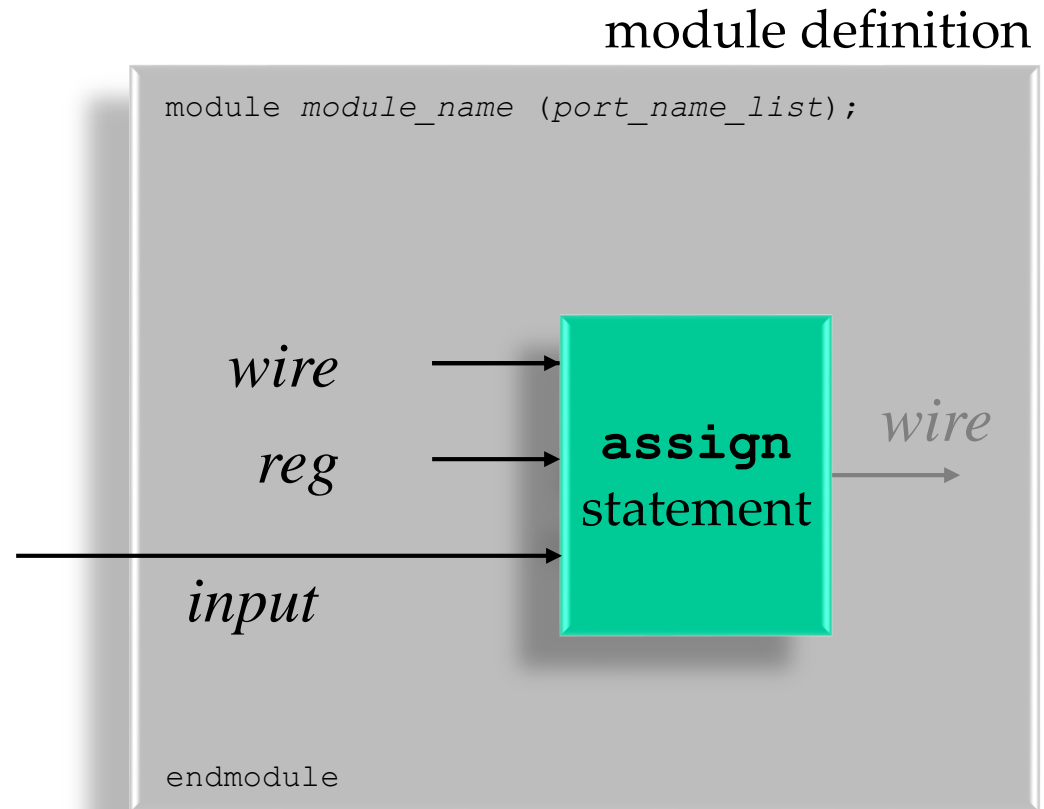 module definition
module module_name (port_name_list);
wire
reg
input
assign
statement
wire
endmodule